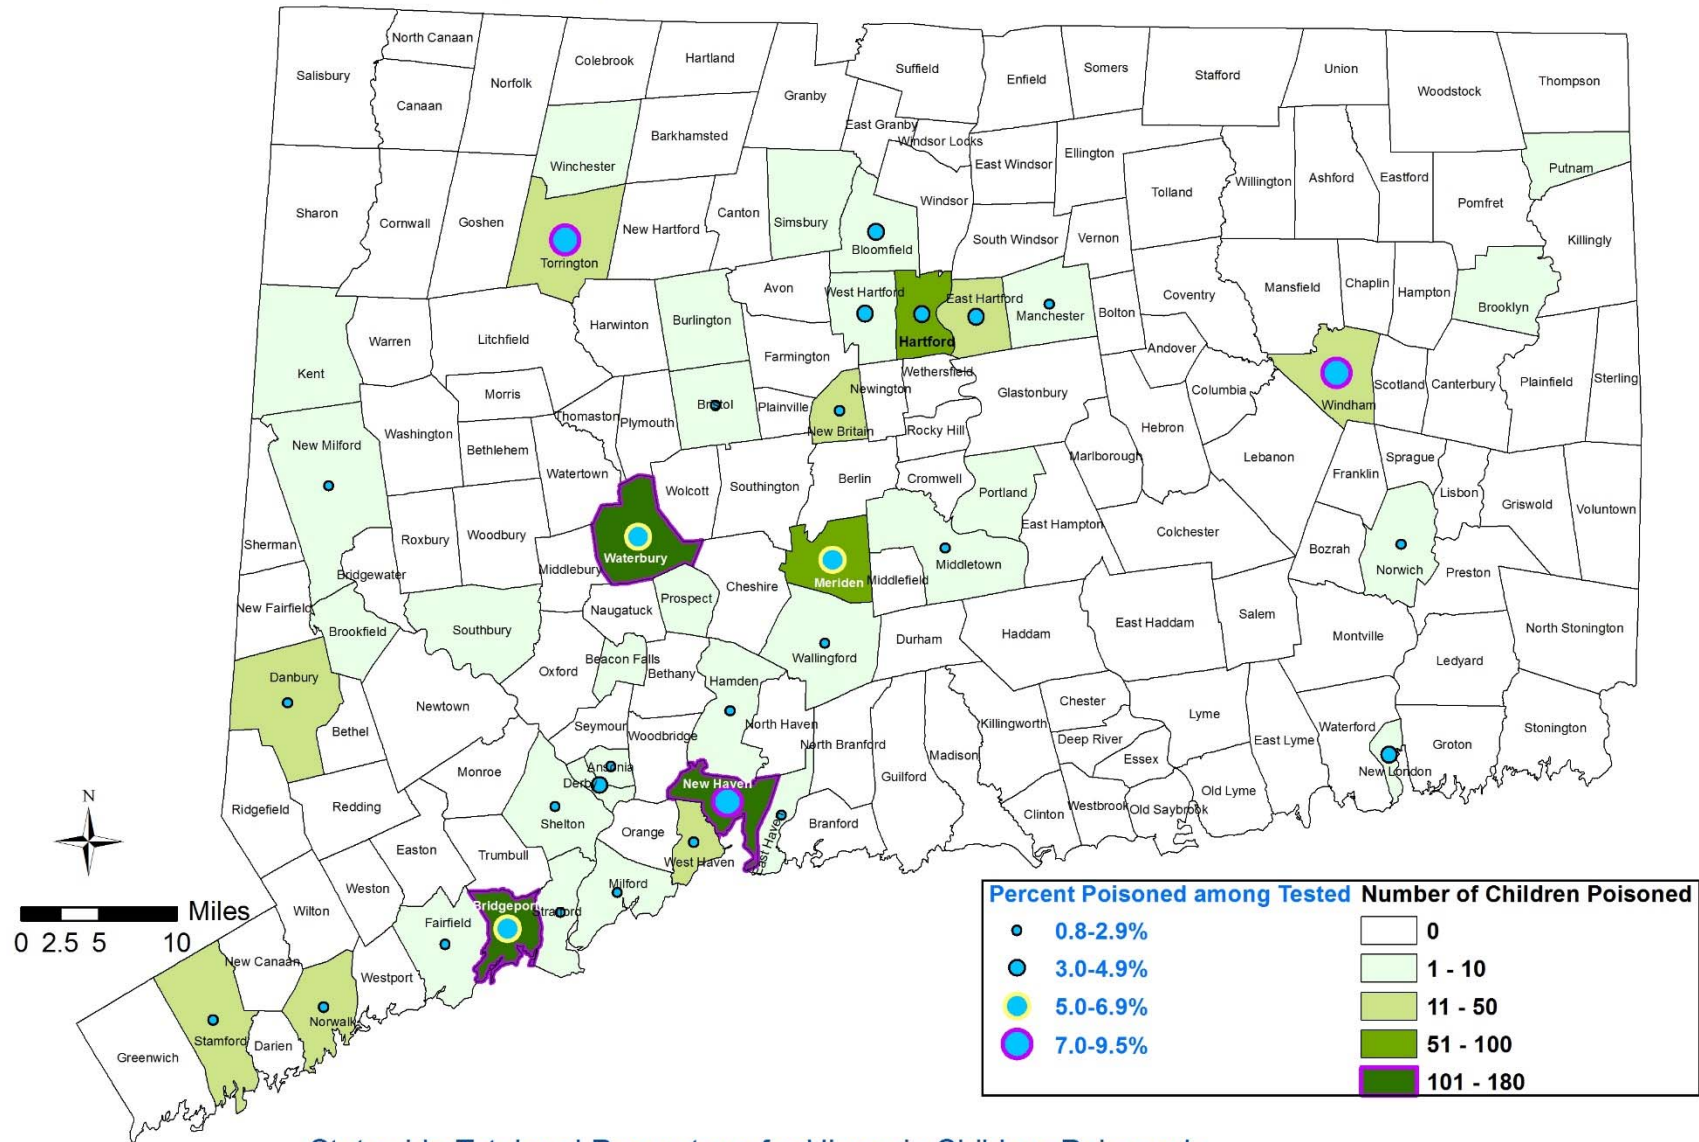 North Canaan
Colebrook
Hartland
Suffield
Enfield
Somers
Stafford
Union
Woodstock
Thompson
Salisbury
Canaan
Norfolk
Granby
East Granby
Windsor Locks
Barkhamsted
Winchester
East Windsor
Ellington
Putnam
Sharon
Cornwall
Goshen
Torrington
New Hartford
Canton
Simsbury
Bloomfield
Windsor
South Windsor
Vernon
Tolland
Willington
Ashford
Eastford
Pomfret
Killingly
Kent
Warren
Litchfield
Harwinton
Burlington
Avon
West Hartford
Hartford
East Hartford
Manchester
Bolton
Coventry
Mansfield
Chaplin
Hampton
Brooklyn
Farmington
Wethersfield
Newington
Glastonbury
Andover
Columbia
Windham
Scotland
Canterbury
Plainfield
Sterling
Morris
Thomaston
Plymouth
Bristol
Plainville
New Britain
Rocky Hill
Hebron
Marlborough
New Milford
Washington
Bethlehem
Watertown
Wolcott
Southington
Berlin
Cromwell
Portland
East Hampton
Lebanon
Franklin
Sprague
Lisbon
Griswold
Voluntown
Sherman
Bridgewater
Roxbury
Woodbury
Middlebury
Waterbury
Cheshire
Meriden
Middlefield
Middletown
Colchester
Bozrah
Norwich
Preston
New Fairfield
Brookfield
Southbury
Naugatuck
Prospect
Wallingford
Durham
Haddam
East Haddam
Salem
Montville
Ledyard
North Stonington
Danbury
Bethel
Newtown
Oxford
Beacon Falls
Bethany
Hamden
North Haven
North Branford
Seymour
Woodbridge
Killingworth
Chester
Deep River
Essex
Lyme
East Lyme
Waterford
New London
Groton
Stonington
Ridgefield
Redding
Monroe
Ansonia
Derby
Shelton
Orange
New Haven
West Haven
East Haven
Branford
Guilford
Madison
Clinton
Westbrook
Old Saybrook
Old Lyme
Easton
Trumbull
Weston
Wilton
Fairfield
Bridgeport
Stratford
Milford
New Canaan
Westport
Norwalk
Darien
Stamford
Greenwich
N
Miles
0 2.5 5 10
Percent Poisoned among Tested
0.8-2.9%
3.0-4.9%
5.0-6.9%
7.0-9.5%
Number of Children Poisoned
0
1 - 10
11 - 50
51 - 100
101 - 180